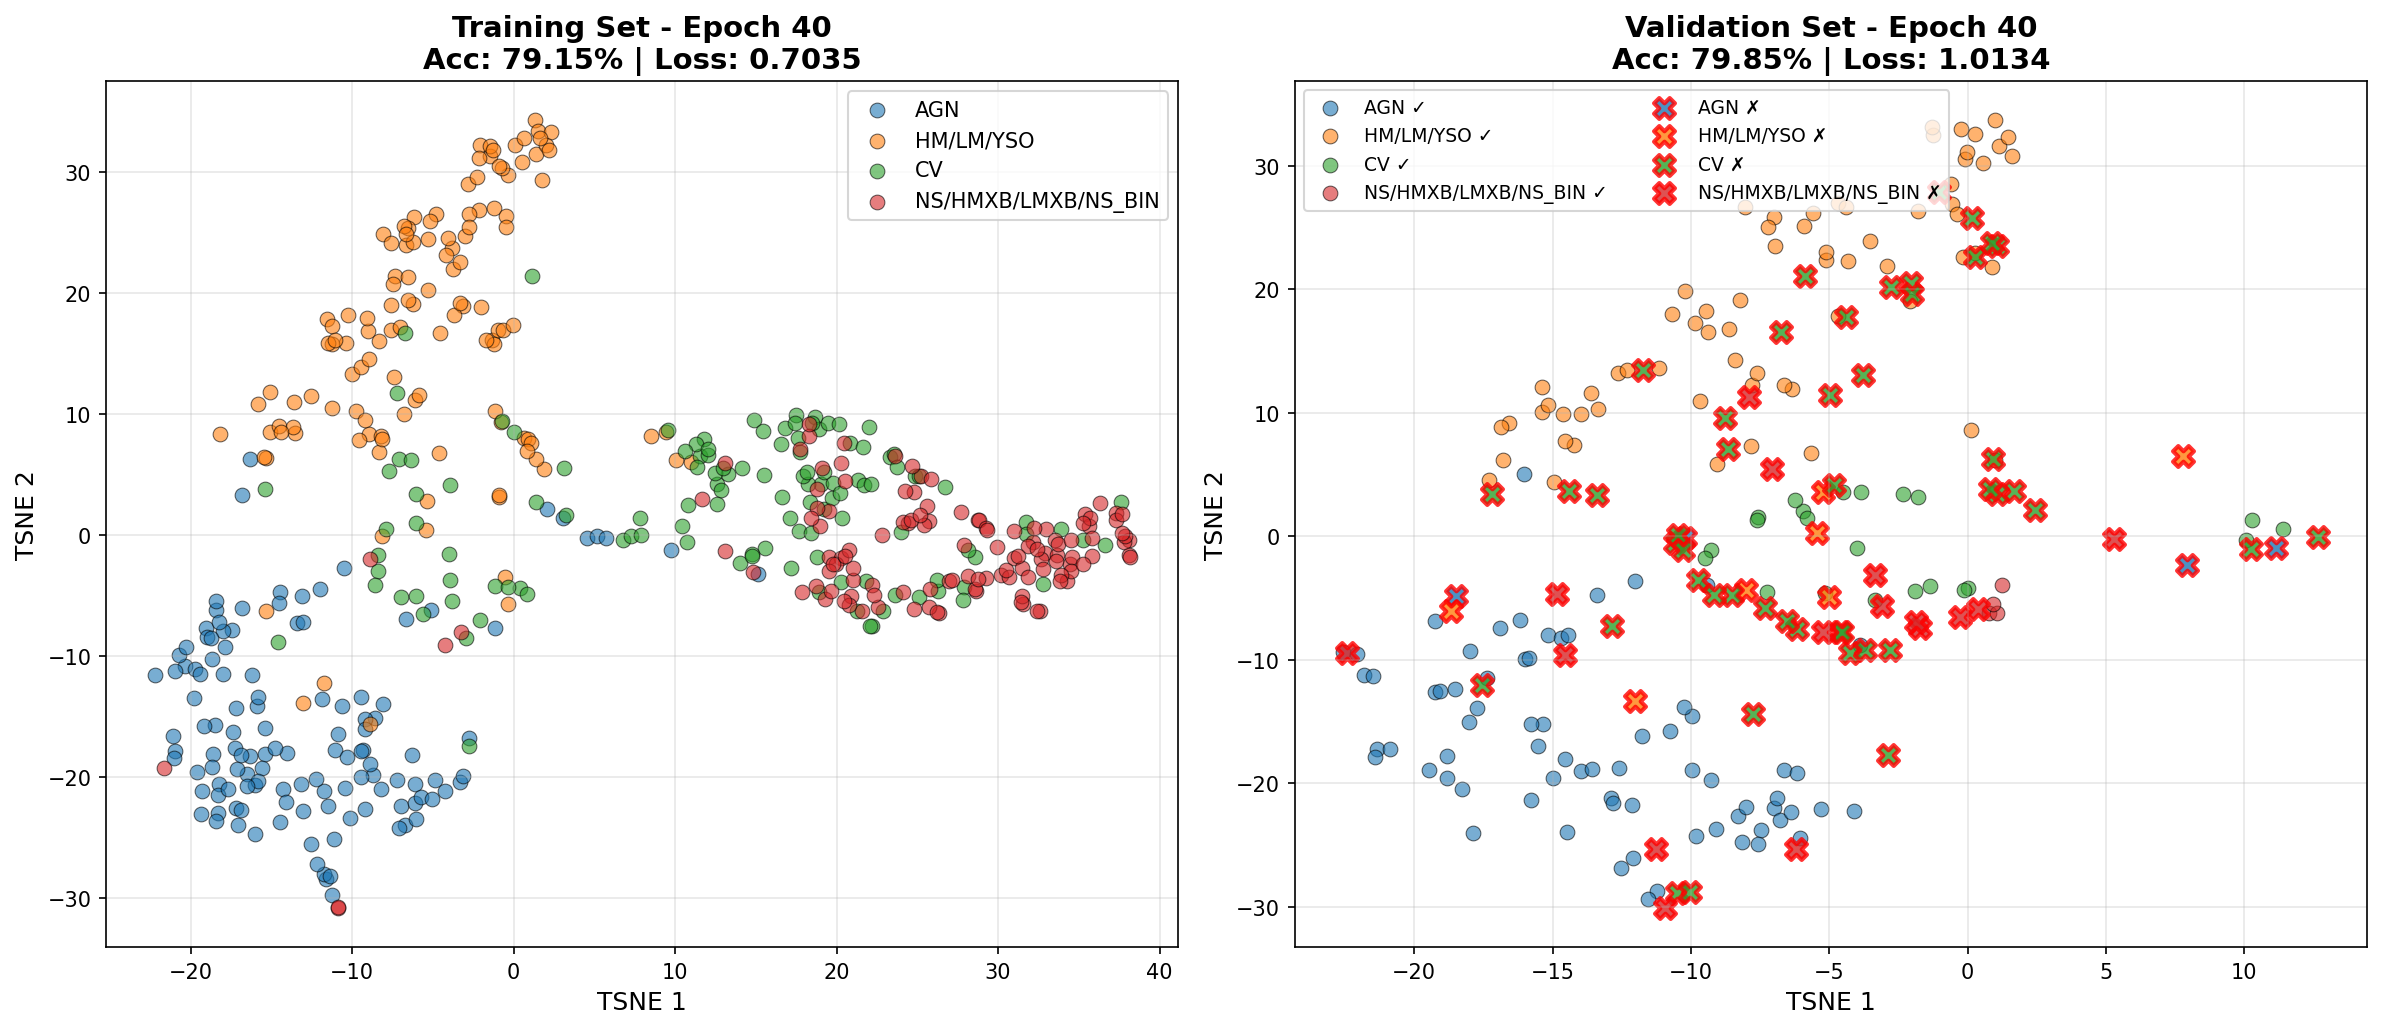 Training Set - Epoch 40
Acc: 79.15% | Loss: 0.7035
AGN
HM/LM/YSO
CV
NS/HMXB/LMXB/NS_BIN
30
20
10
0
−10
−20
−30
TSNE 2
−20
−10
0
10
20
30
40
TSNE 1
Validation Set - Epoch 40
Acc: 79.85% | Loss: 1.0134
AGN ✓
HM/LM/YSO ✓
CV ✓
NS/HMXB/LMXB/NS_BIN ✓
AGN ✗
HM/LM/YSO ✗
CV ✗
NS/HMXB/LMXB/NS_BIN ✗
30
20
10
0
−10
−20
−30
TSNE 2
−20
−15
−10
−5
0
5
10
TSNE 1